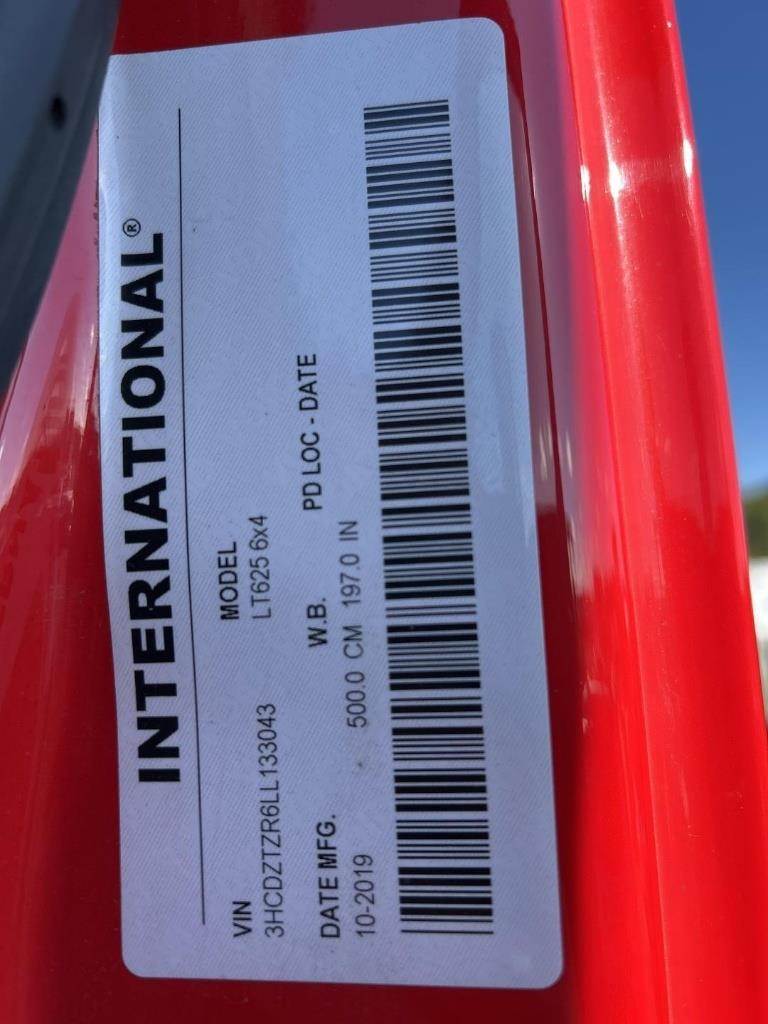 INTERNATIONAL®
VIN MODEL
3HCDZTZR6LL133043 LT625 6x4
DATE MFG. W.B. PD LOC - DATE
10-2019 500.0 CM 197.0 IN